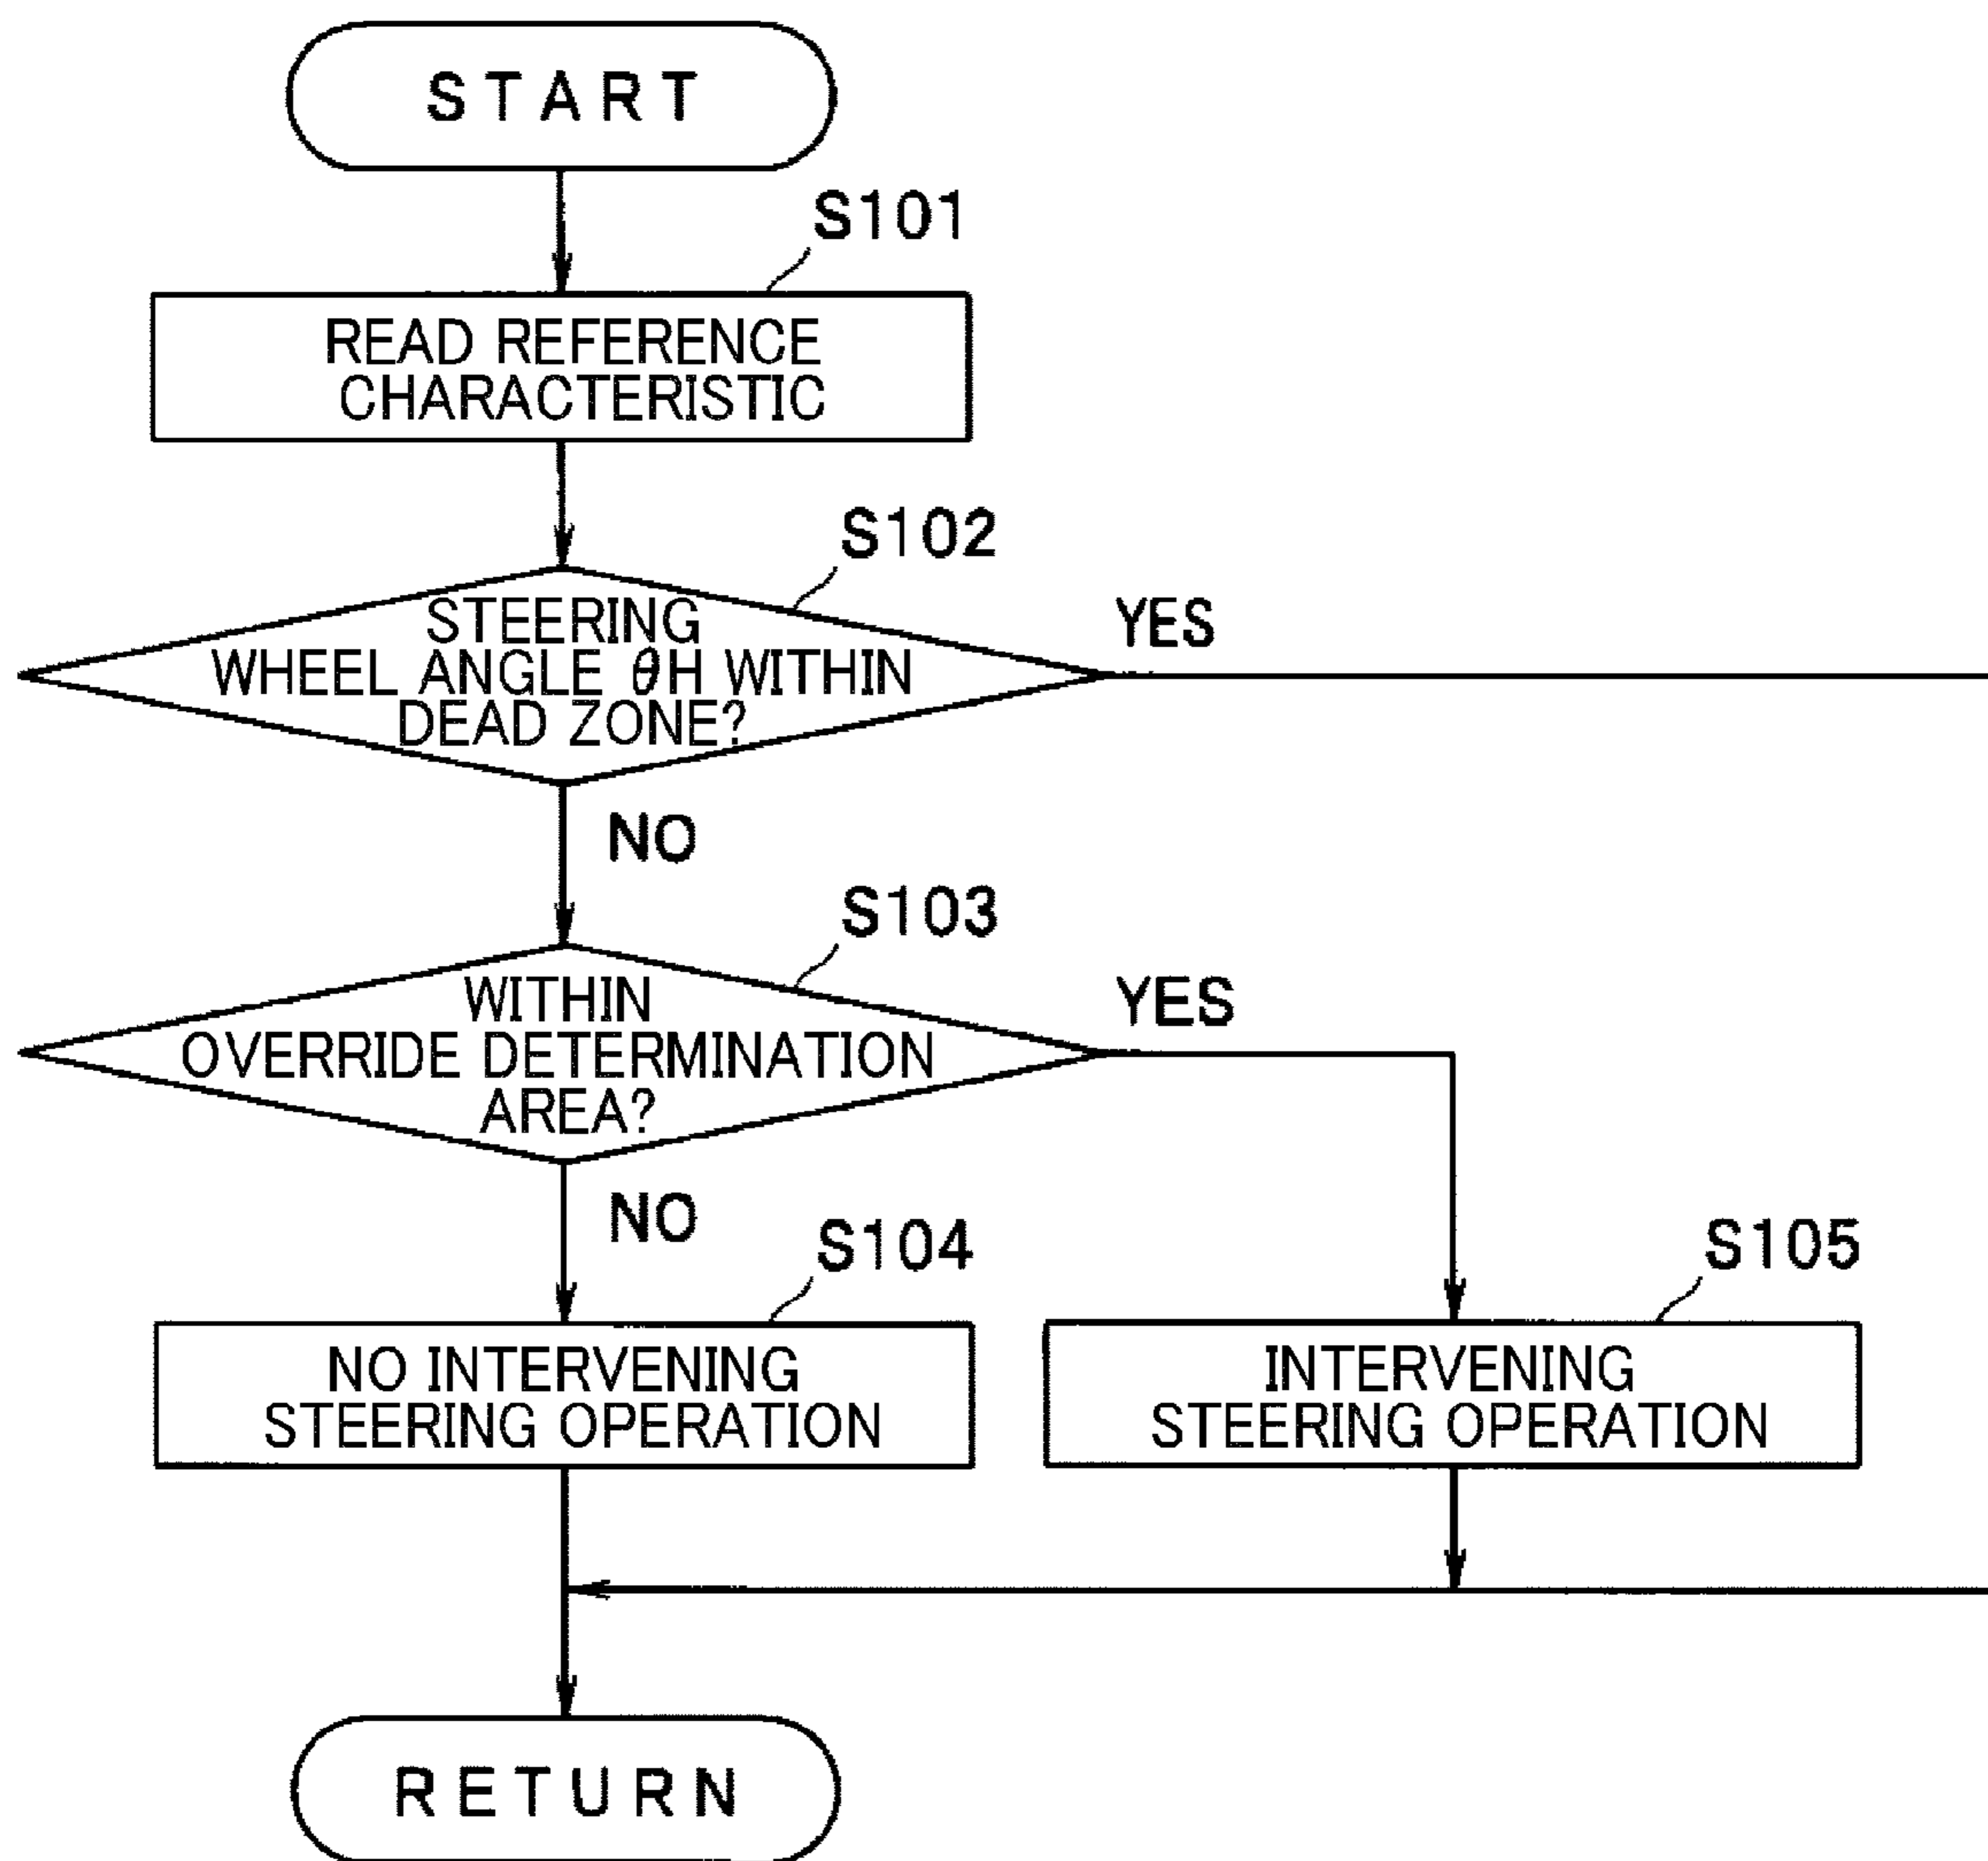 START
S101
READ REFERENCE
CHARACTERISTIC
S102
STEERING
WHEEL ANGLE θH WITHIN
DEAD ZONE?
YES
NO
S103
WITHIN
OVERRIDE DETERMINATION
AREA?
YES
NO
S104
NO INTERVENING
STEERING OPERATION
S105
INTERVENING
STEERING OPERATION
RETURN